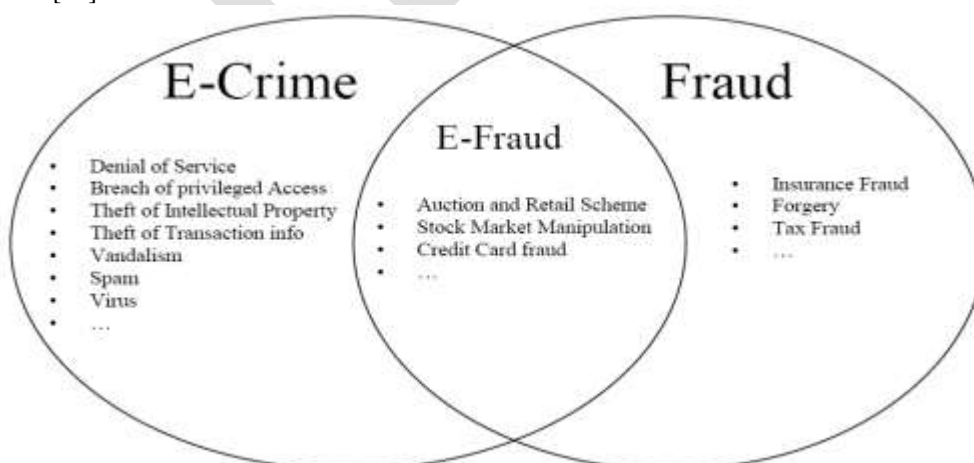 E-Crime
• Denial of Service
• Breach of privileged Access
• Theft of Intellectual Property
• Theft of Transaction info
• Vandalism
• Spam
• Virus
• …
E-Fraud
• Auction and Retail Scheme
• Stock Market Manipulation
• Credit Card fraud
• …
Fraud
• Insurance Fraud
• Forgery
• Tax Fraud
• …